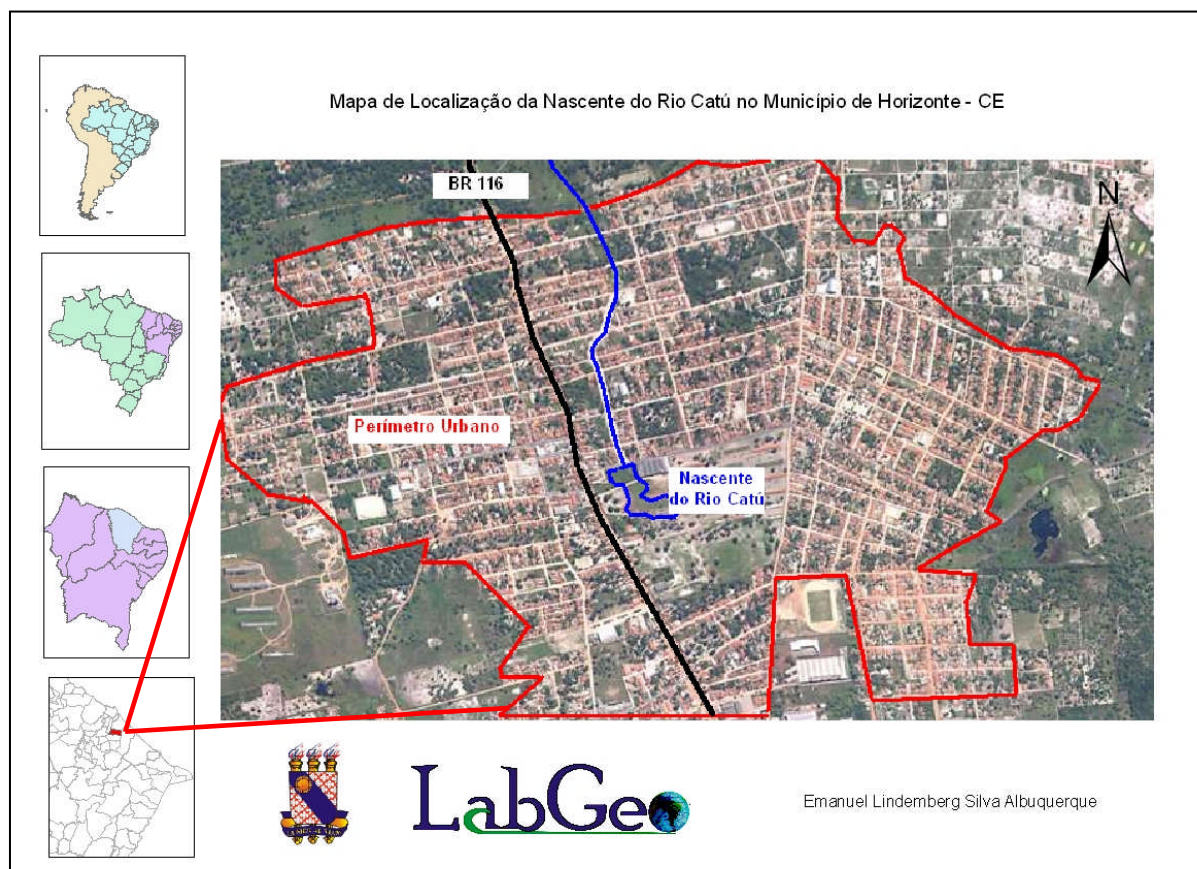 Mapa de Localização da Nascente do Rio Catú no Município de Horizonte - CE
BR 116
N
Perímetro Urbano
Nascente
do Rio Catú
LabGeo
Emanuel Lindemberg Silva Albuquerque